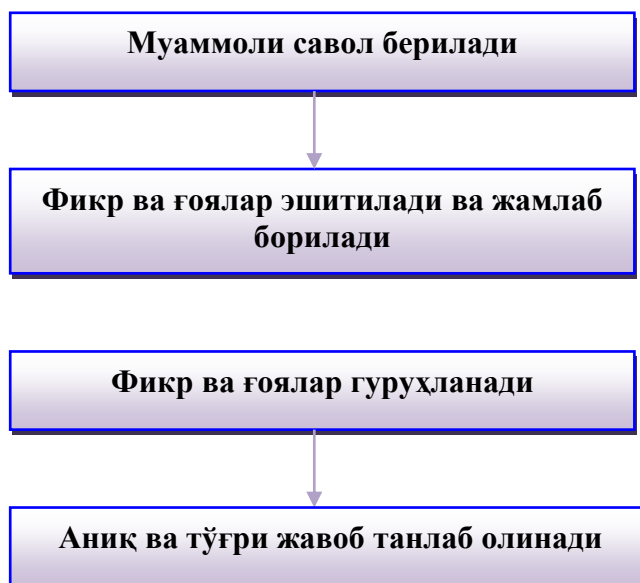 Муаммоли савол берилади
Фикр ва ғоялар эшитилади ва жамлаб
борилади
Фикр ва ғоялар гуруҳланади
Аниқ ва тўғри жавоб танлаб олинади